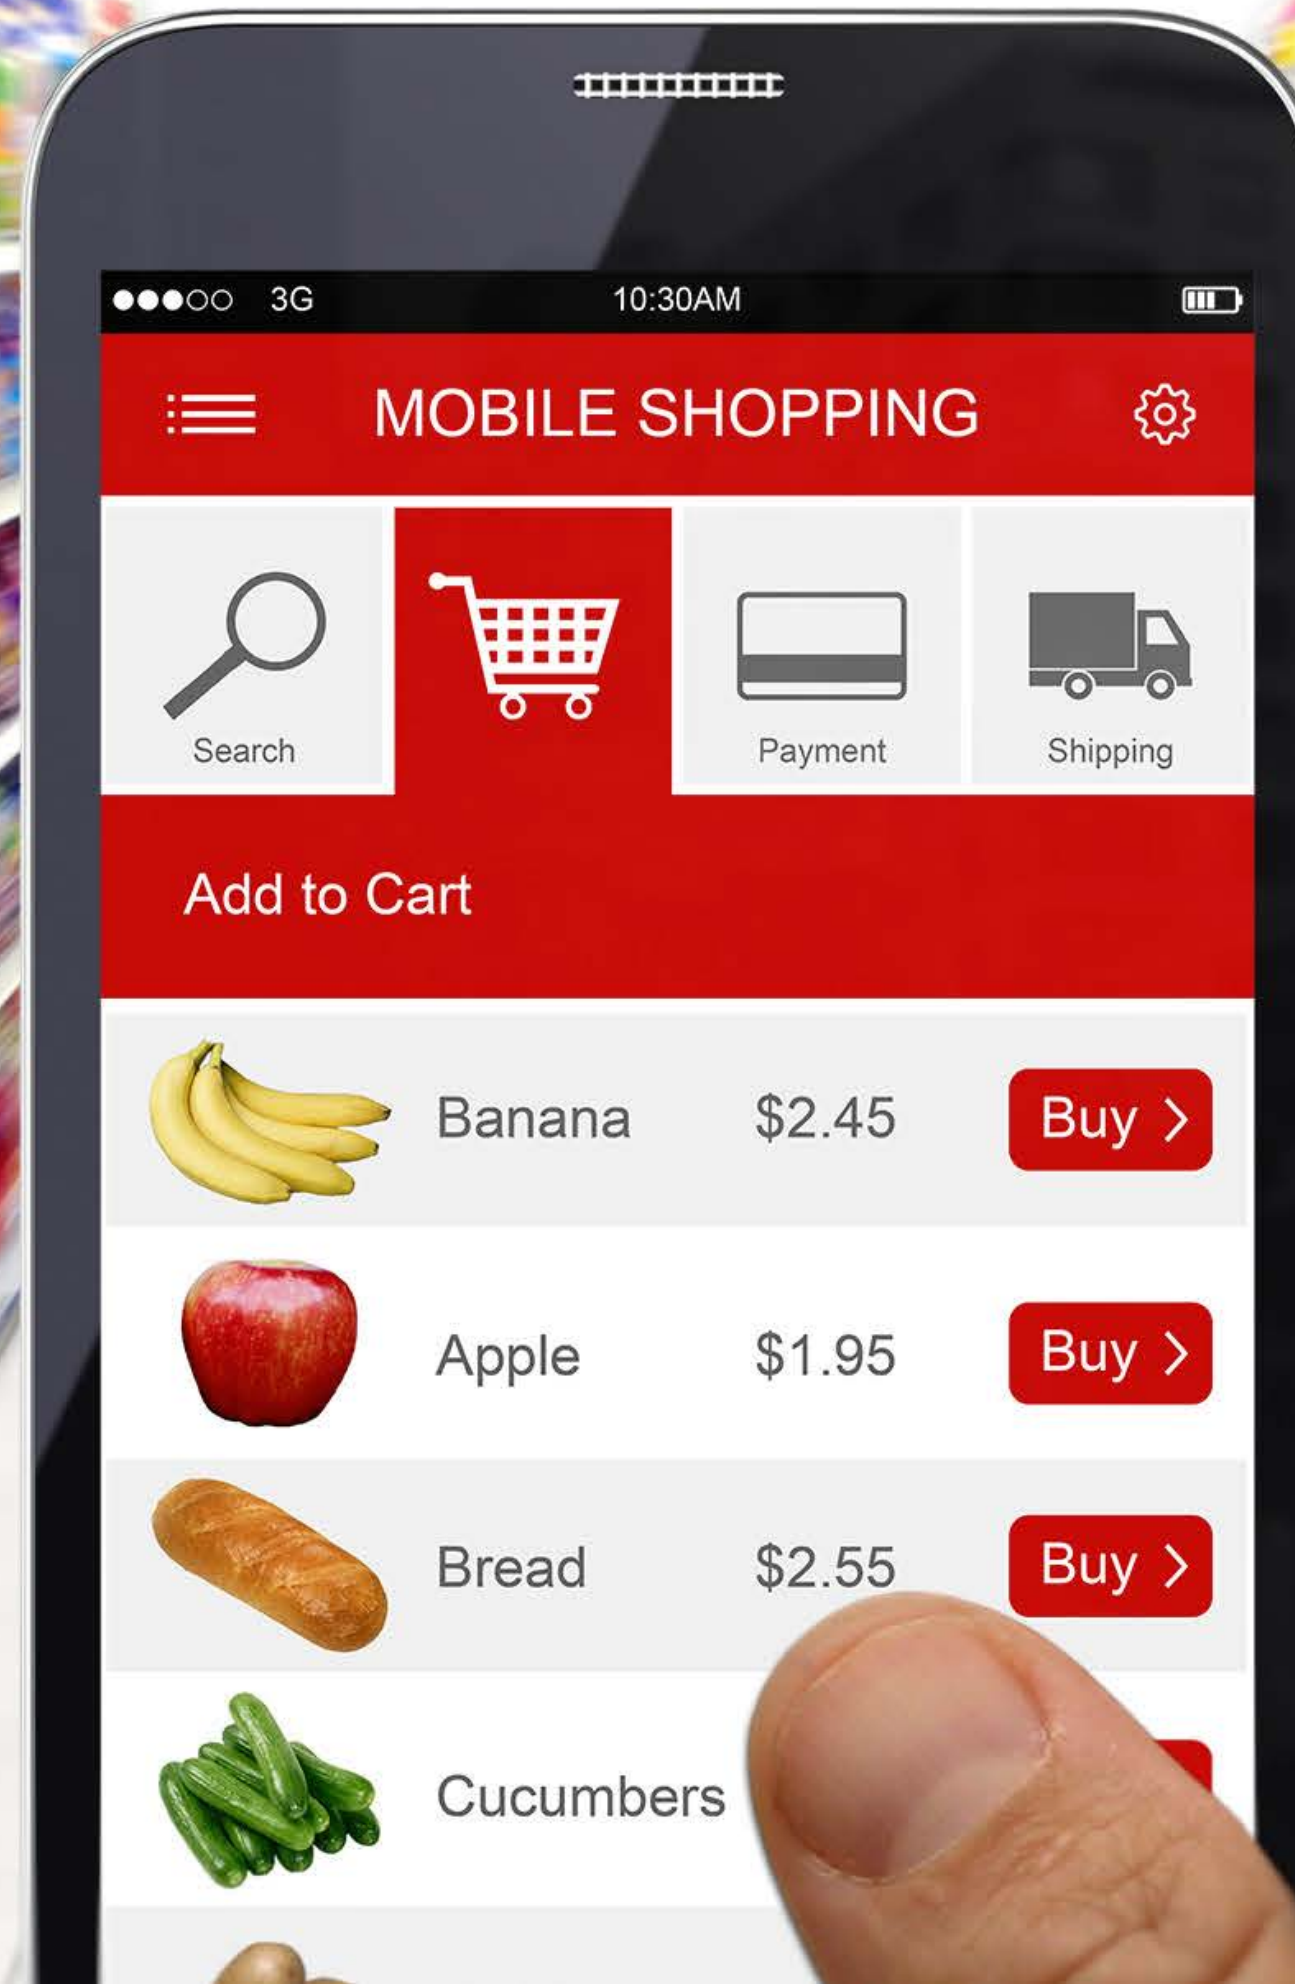 3G 10:30AM
MOBILE SHOPPING
Search Payment Shipping
Add to Cart
Banana $2.45 Buy >
Apple $1.95 Buy >
Bread $2.55 Buy >
Cucumbers